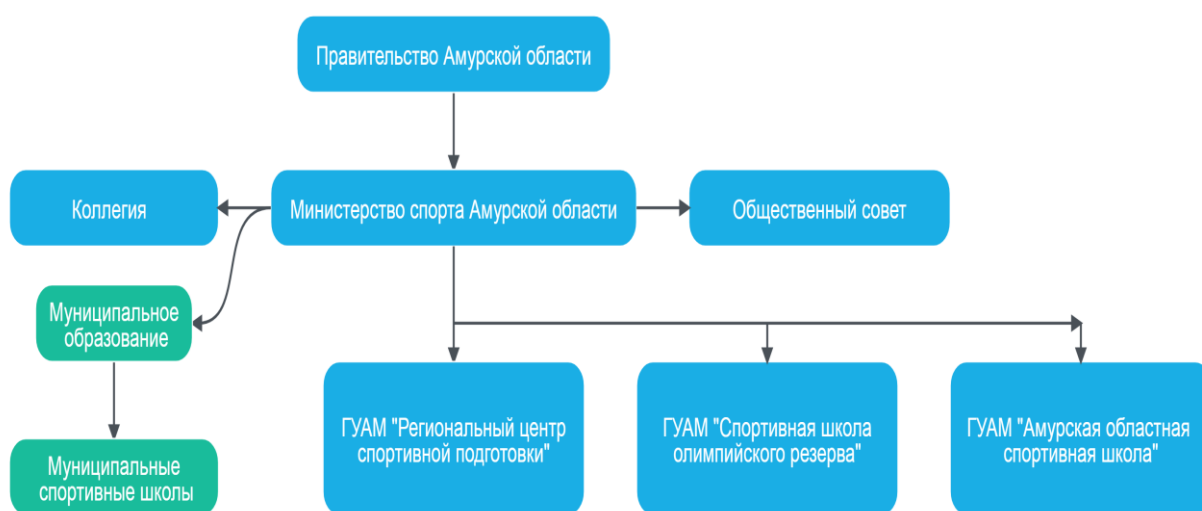 Правительство Амурской области
Коллегия
Министерство спорта Амурской области
Общественный совет
Муниципальное
образование
ГУАМ "Региональный центр
спортивной подготовки"
ГУАМ "Спортивная школа
олимпийского резерва"
ГУАМ "Амурская областная
спортивная школа"
Муниципальные
спортивные школы